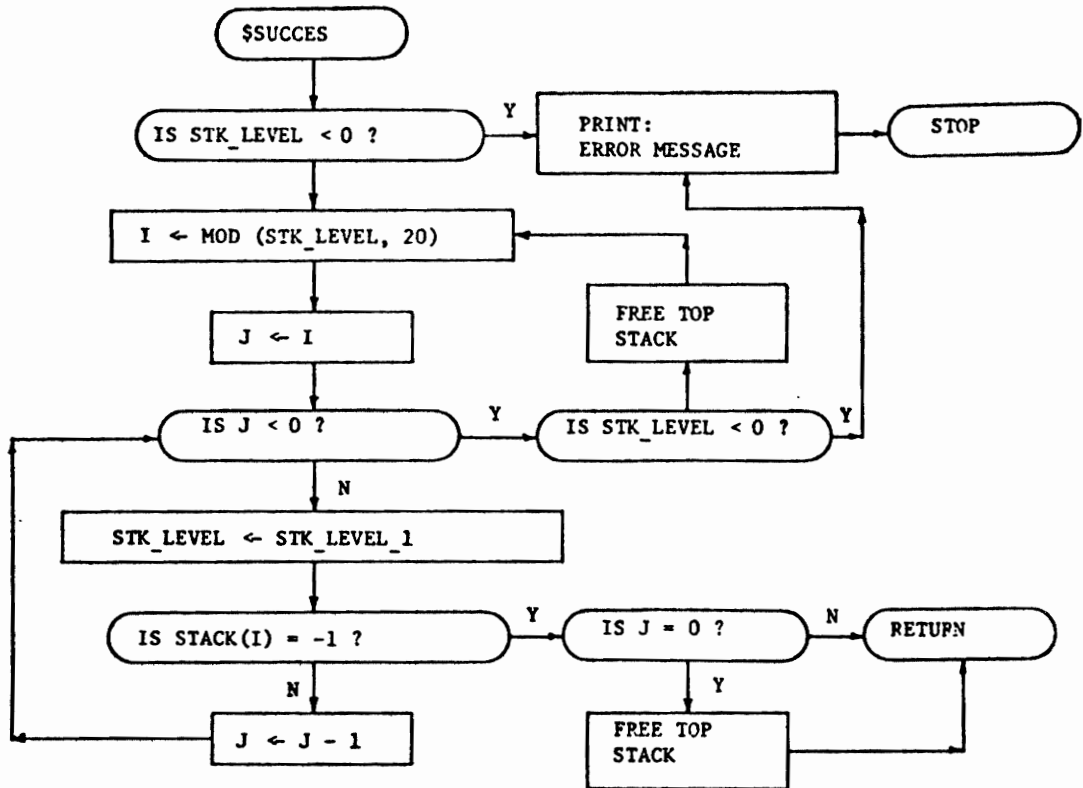 $SUCCES
IS STK_LEVEL < 0 ?
Y
PRINT:
ERROR MESSAGE
STOP
I ← MOD (STK_LEVEL, 20)
FREE TOP
STACK
J ← I
IS J < 0 ?
Y
IS STK_LEVEL < 0 ?
Y
N
STK_LEVEL ← STK_LEVEL_1
IS STACK(I) = -1 ?
Y
IS J = 0 ?
N
RETURN
N
Y
J ← J - 1
FREE TOP
STACK